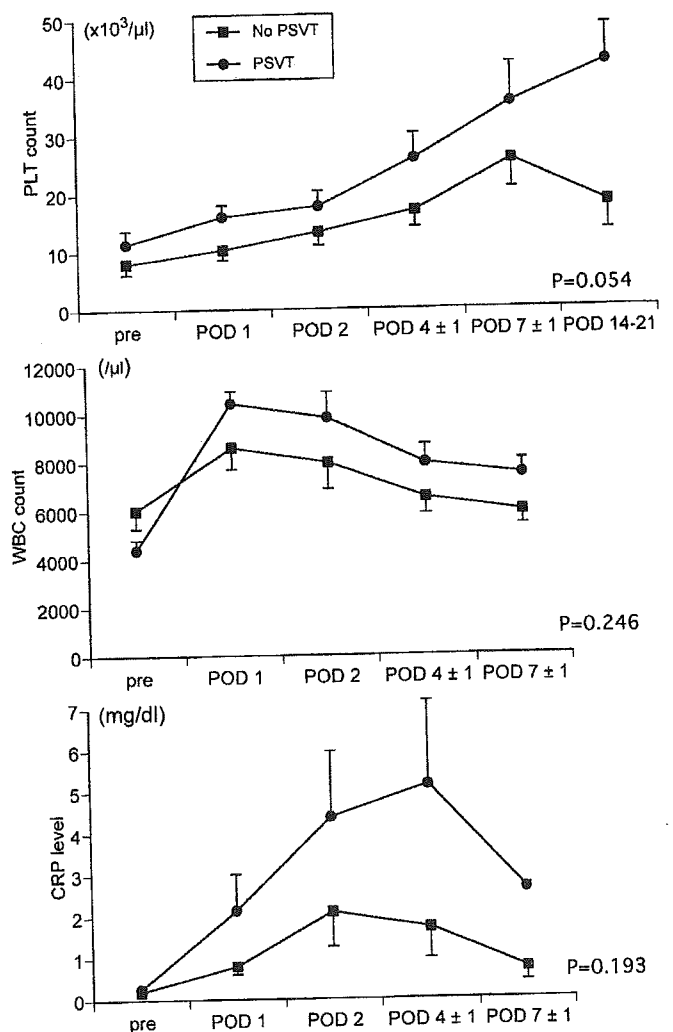 50
(x10³/µl)
No PSVT
PSVT
40
30
20
10
0
PLT count
P=0.054
pre POD 1 POD 2 POD 4 ± 1 POD 7 ± 1 POD 14-21
12000
(/µl)
10000
8000
6000
4000
2000
0
WBC count
P=0.246
pre POD 1 POD 2 POD 4 ± 1 POD 7 ± 1
7
(mg/dl)
6
5
4
3
2
1
0
CRP level
P=0.193
pre POD 1 POD 2 POD 4 ± 1 POD 7 ± 1